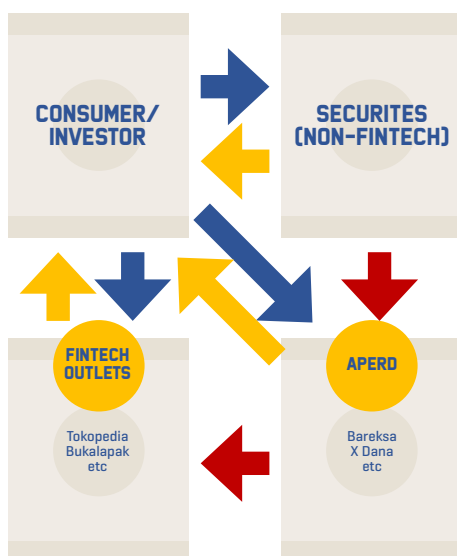 CONSUMER/
INVESTOR
SECURITES
(NON-FINTECH)
FINTECH
OUTLETS
APERD
Tokopedia
Bukalapak
etc
Bareksa
X Dana
etc